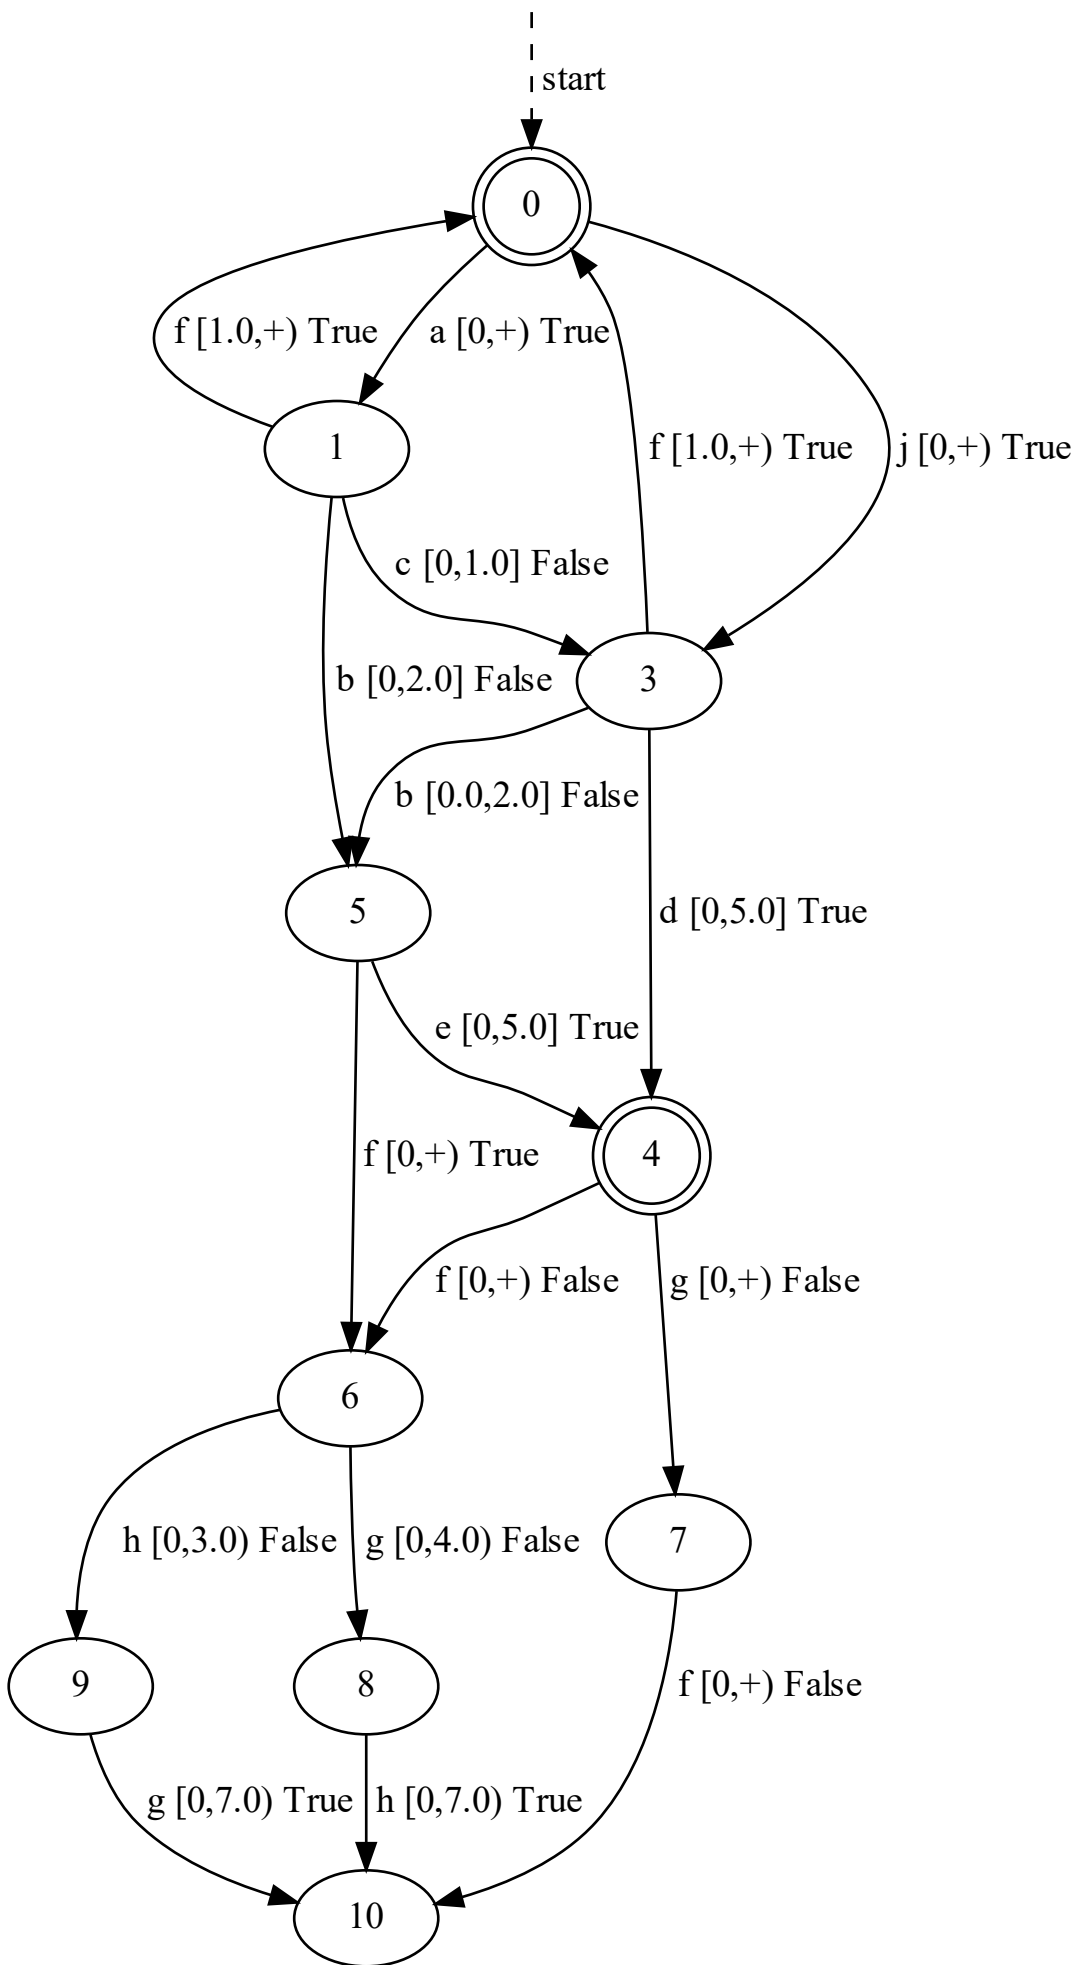 start
0
f [1.0,+) True
a [0,+) True
1
f [1.0,+) True
j [0,+) True
c [0,1.0] False
b [0,2.0] False
3
b [0.0,2.0] False
5
d [0,5.0] True
e [0,5.0] True
f [0,+) True
4
f [0,+) False
g [0,+) False
6
h [0,3.0) False
g [0,4.0) False
7
9
8
f [0,+) False
g [0,7.0) True
h [0,7.0) True
10